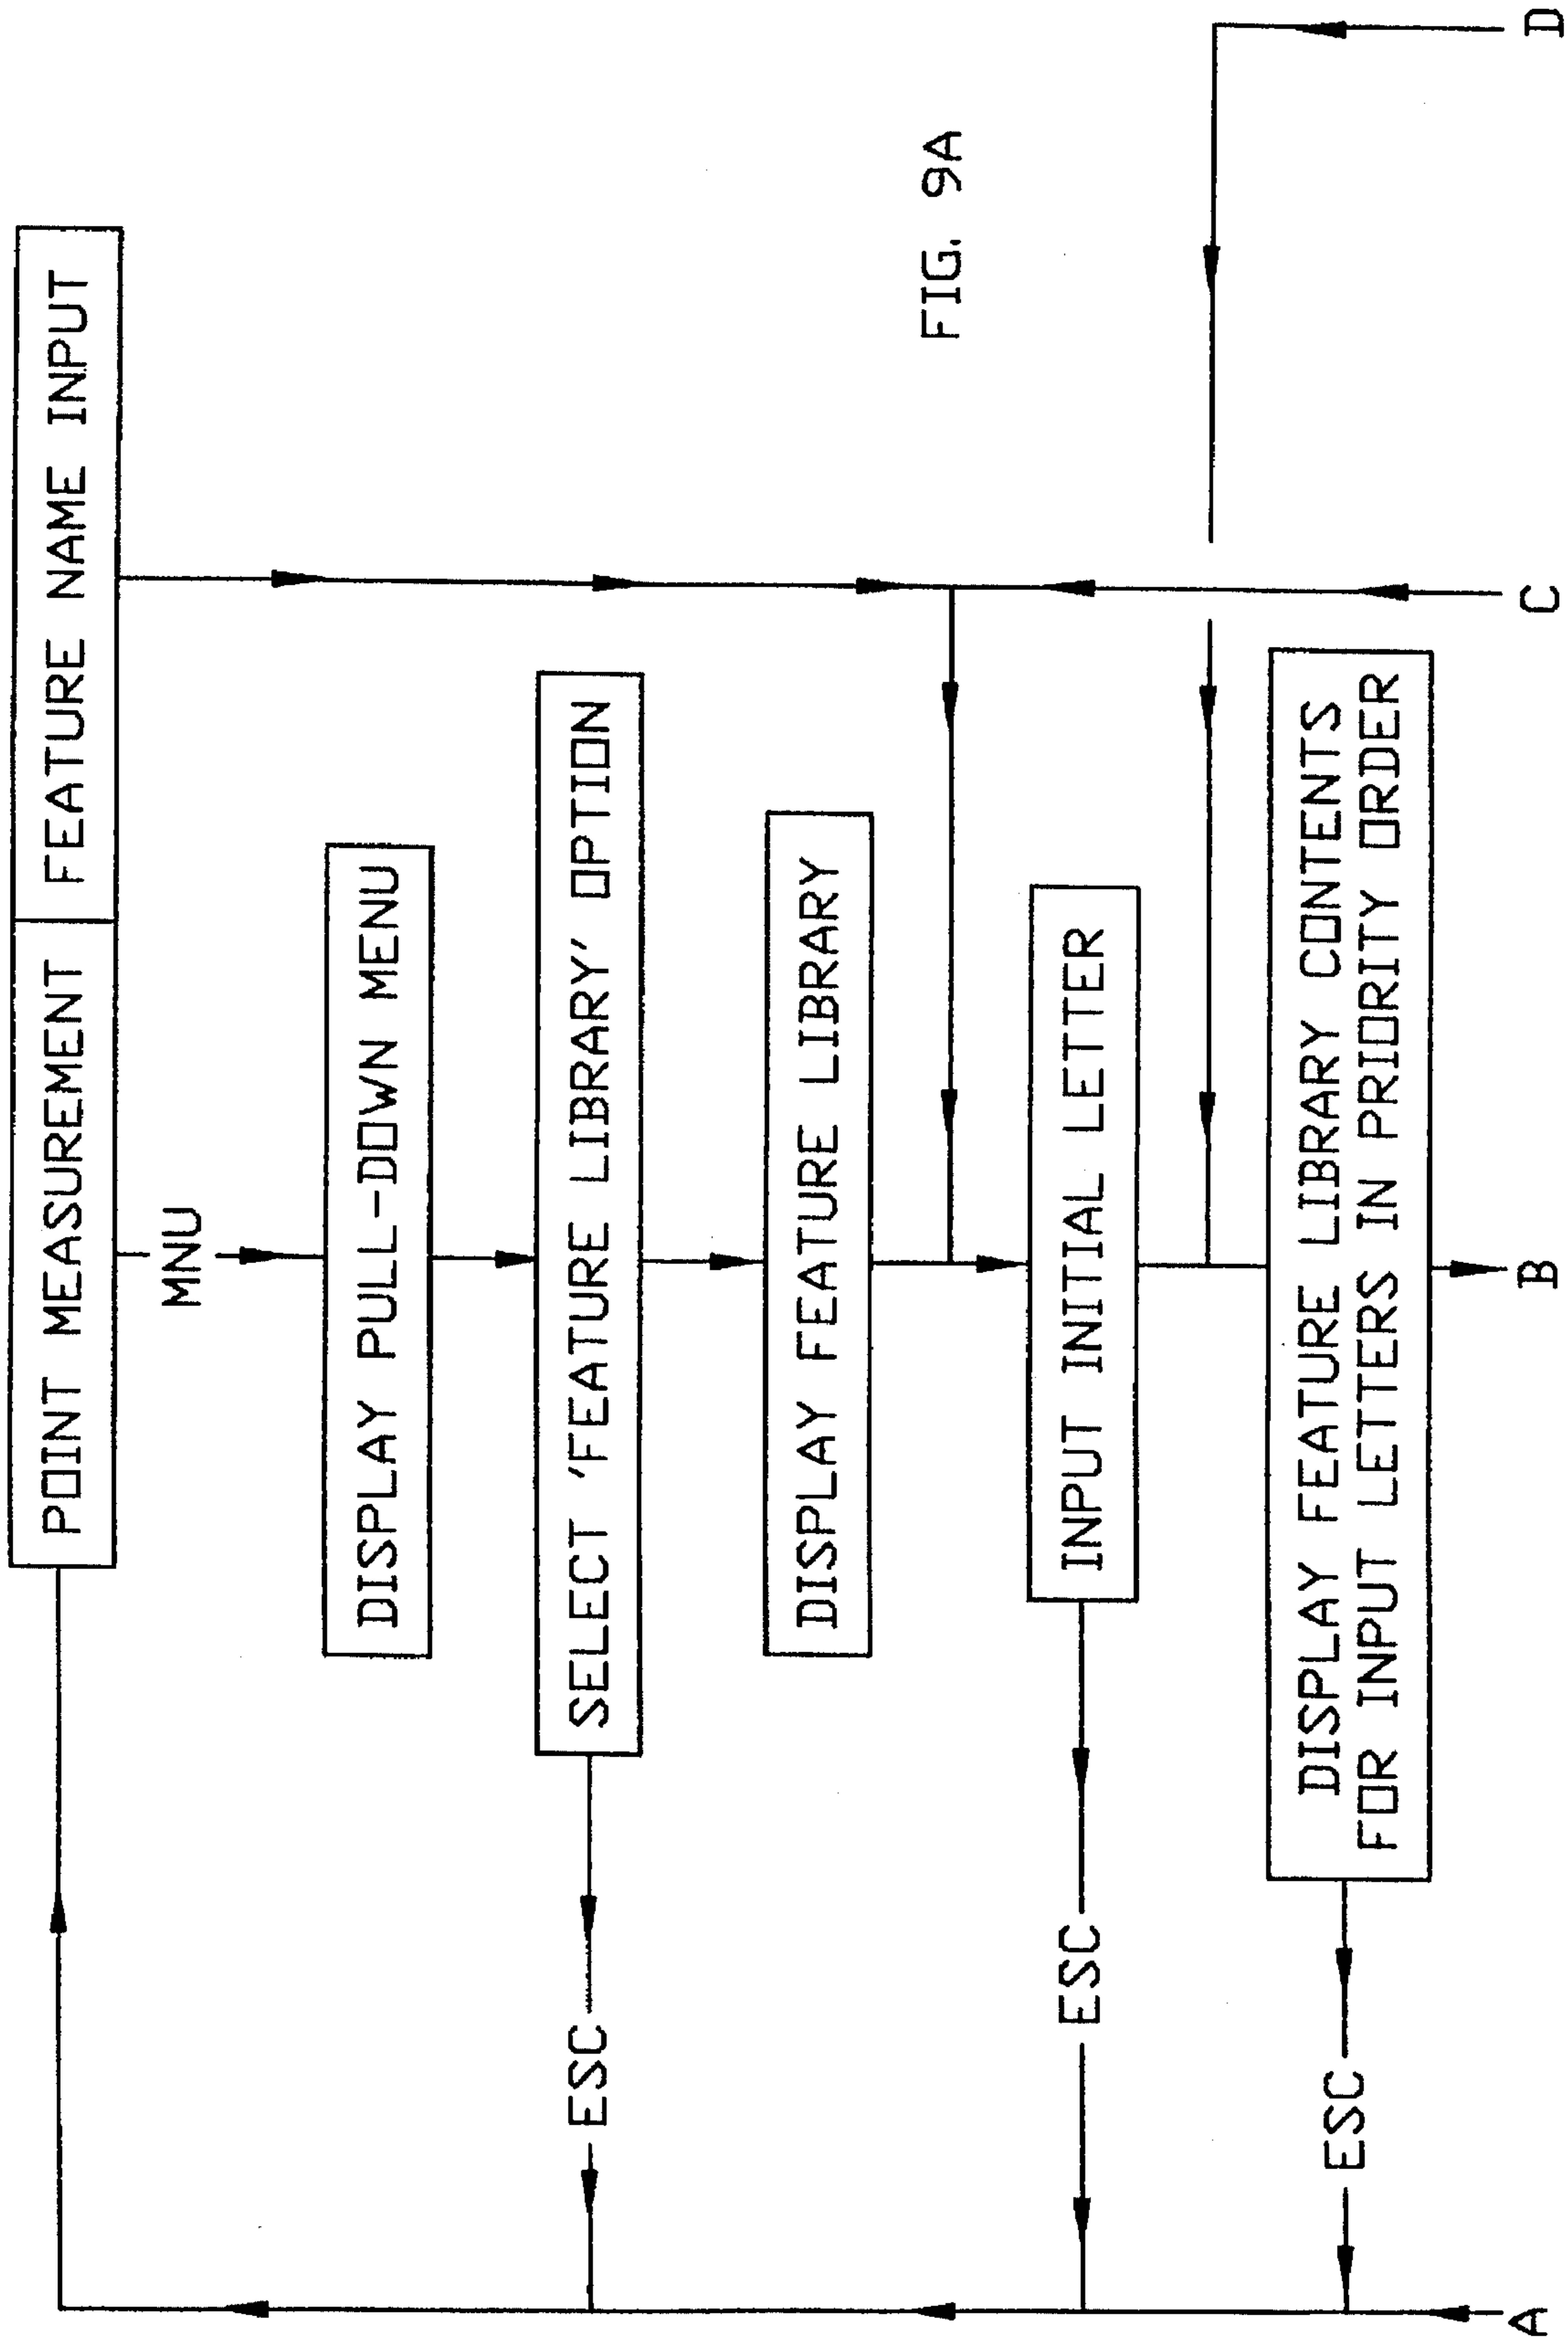 POINT MEASUREMENT
FEATURE NAME INPUT
MNU
DISPLAY PULL-DOWN MENU
SELECT 'FEATURE LIBRARY' OPTION
ESC
DISPLAY FEATURE LIBRARY
FIG. 9A
INPUT INITIAL LETTER
ESC
DISPLAY FEATURE LIBRARY CONTENTS
FOR INPUT LETTERS IN PRIORITY ORDER
ESC
A
B
C
D